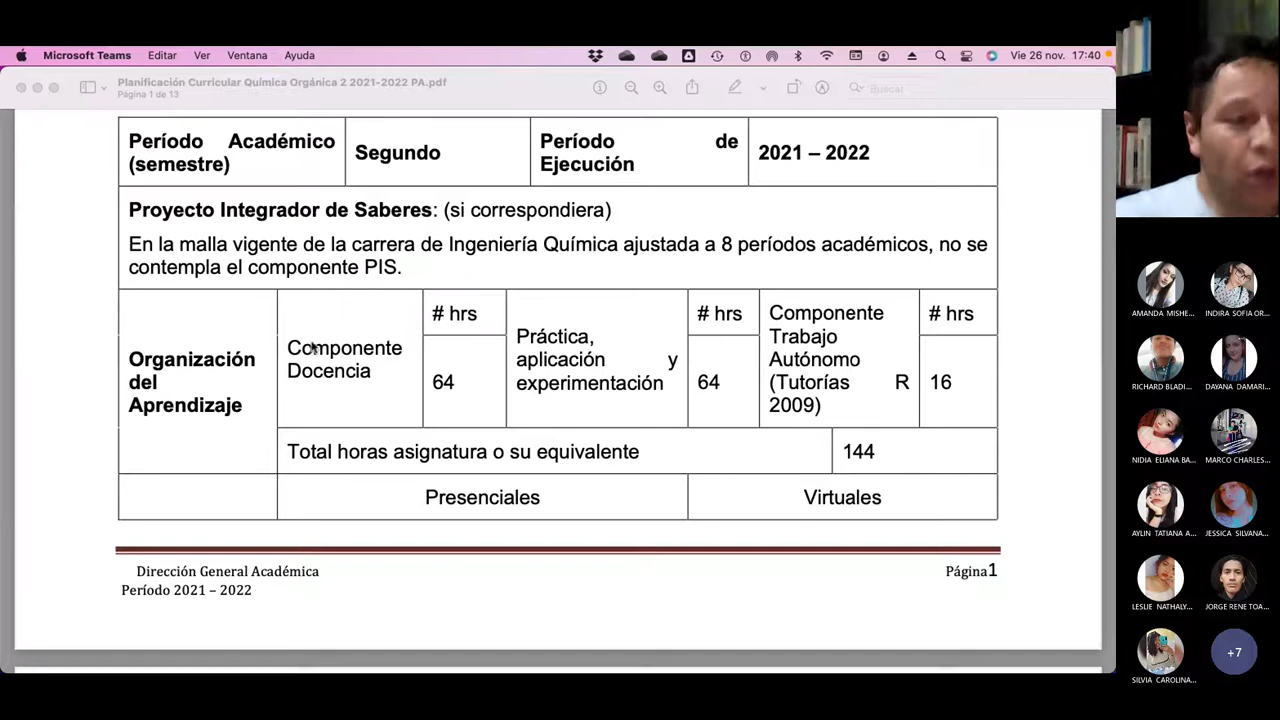 Microsoft Teams Editar Ver Ventana Ayuda Vie 26 nov. 17:40
Planificación Curricular Química Orgánica 2 2021-2022 PA.pdf
Página 1 de 13
Buscar
Período Académico (semestre)
Segundo
Período de Ejecución
2021 – 2022
Proyecto Integrador de Saberes: (si correspondiera)
En la malla vigente de la carrera de Ingeniería Química ajustada a 8 períodos académicos, no se
contempla el componente PIS.
Organización
del
Aprendizaje
Componente
Docencia
# hrs
64
Práctica,
aplicación y
experimentación
# hrs
64
Componente
Trabajo
Autónomo
(Tutorías R
2009)
# hrs
16
Total horas asignatura o su equivalente
144
Presenciales
Virtuales
Dirección General Académica
Página1
Período 2021 – 2022
AMANDA MISHE...
INDIRA SOFIA OR...
RICHARD BLADI...
DAYANA DAMARI...
NIDIA ELIANA BA...
MARCO CHARLES...
AYLIN TATIANA A...
JESSICA SILVANA...
LESLIE NATHALY...
JORGE RENE TOA...
SILVIA CAROLINA...
+7